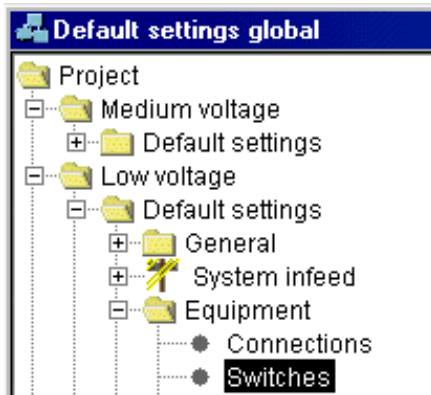 Default settings global
Project
Medium voltage
Default settings
Low voltage
Default settings
General
System infeed
Equipment
Connections
Switches